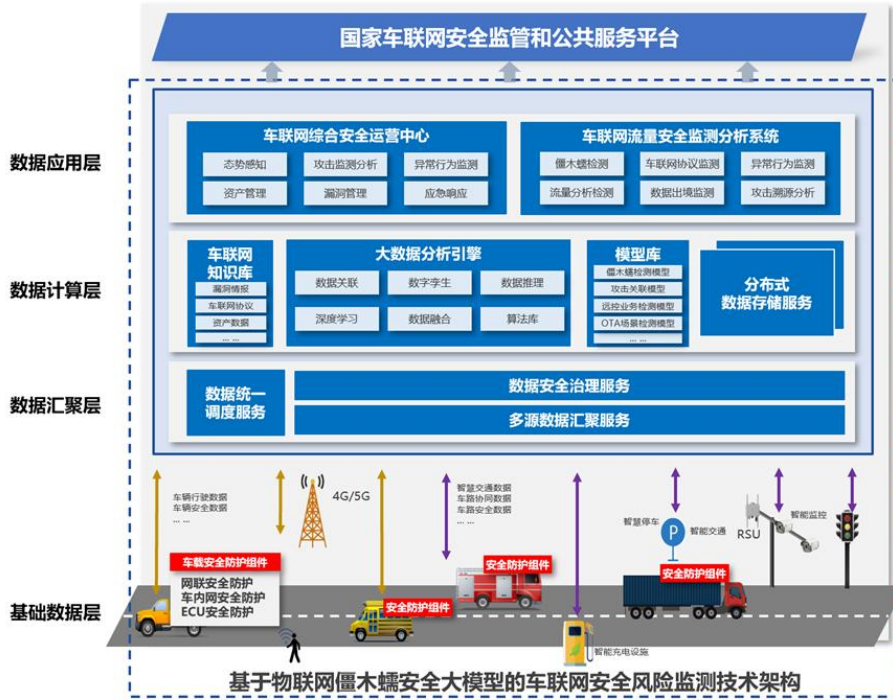 国家车联网安全监管和公共服务平台
数据应用层
车联网综合安全运营中心
态势感知
攻击监测分析
异常行为监测
资产管理
漏洞管理
应急响应
车联网流量安全监测分析系统
僵木蠕检测
车联网协议监测
异常行为监测
流量分析检测
数据出境监测
攻击溯源分析
数据计算层
车联网
知识库
漏洞情报
车联网协议
资产数据
... ...
大数据分析引擎
数据关联
数字孪生
数据推理
深度学习
数据融合
算法库
模型库
僵木蠕检测模型
攻击关联模型
远控业务检测模型
OTA场景检测模型
... ...
分布式
数据存储服务
数据汇聚层
数据统一
调度服务
数据安全治理服务
多源数据汇聚服务
车辆行驶数据
车辆安全数据
... ...
4G/5G
智慧交通数据
车路协同数据
车路安全数据
... ...
智慧停车
P
智能交通
RSU
智能监控
基础数据层
车载安全防护组件
网联安全防护
车内网安全防护
ECU安全防护
安全防护组件
安全防护组件
安全防护组件
智能充电设施
基于物联网僵木蠕安全大模型的车联网安全风险监测技术架构